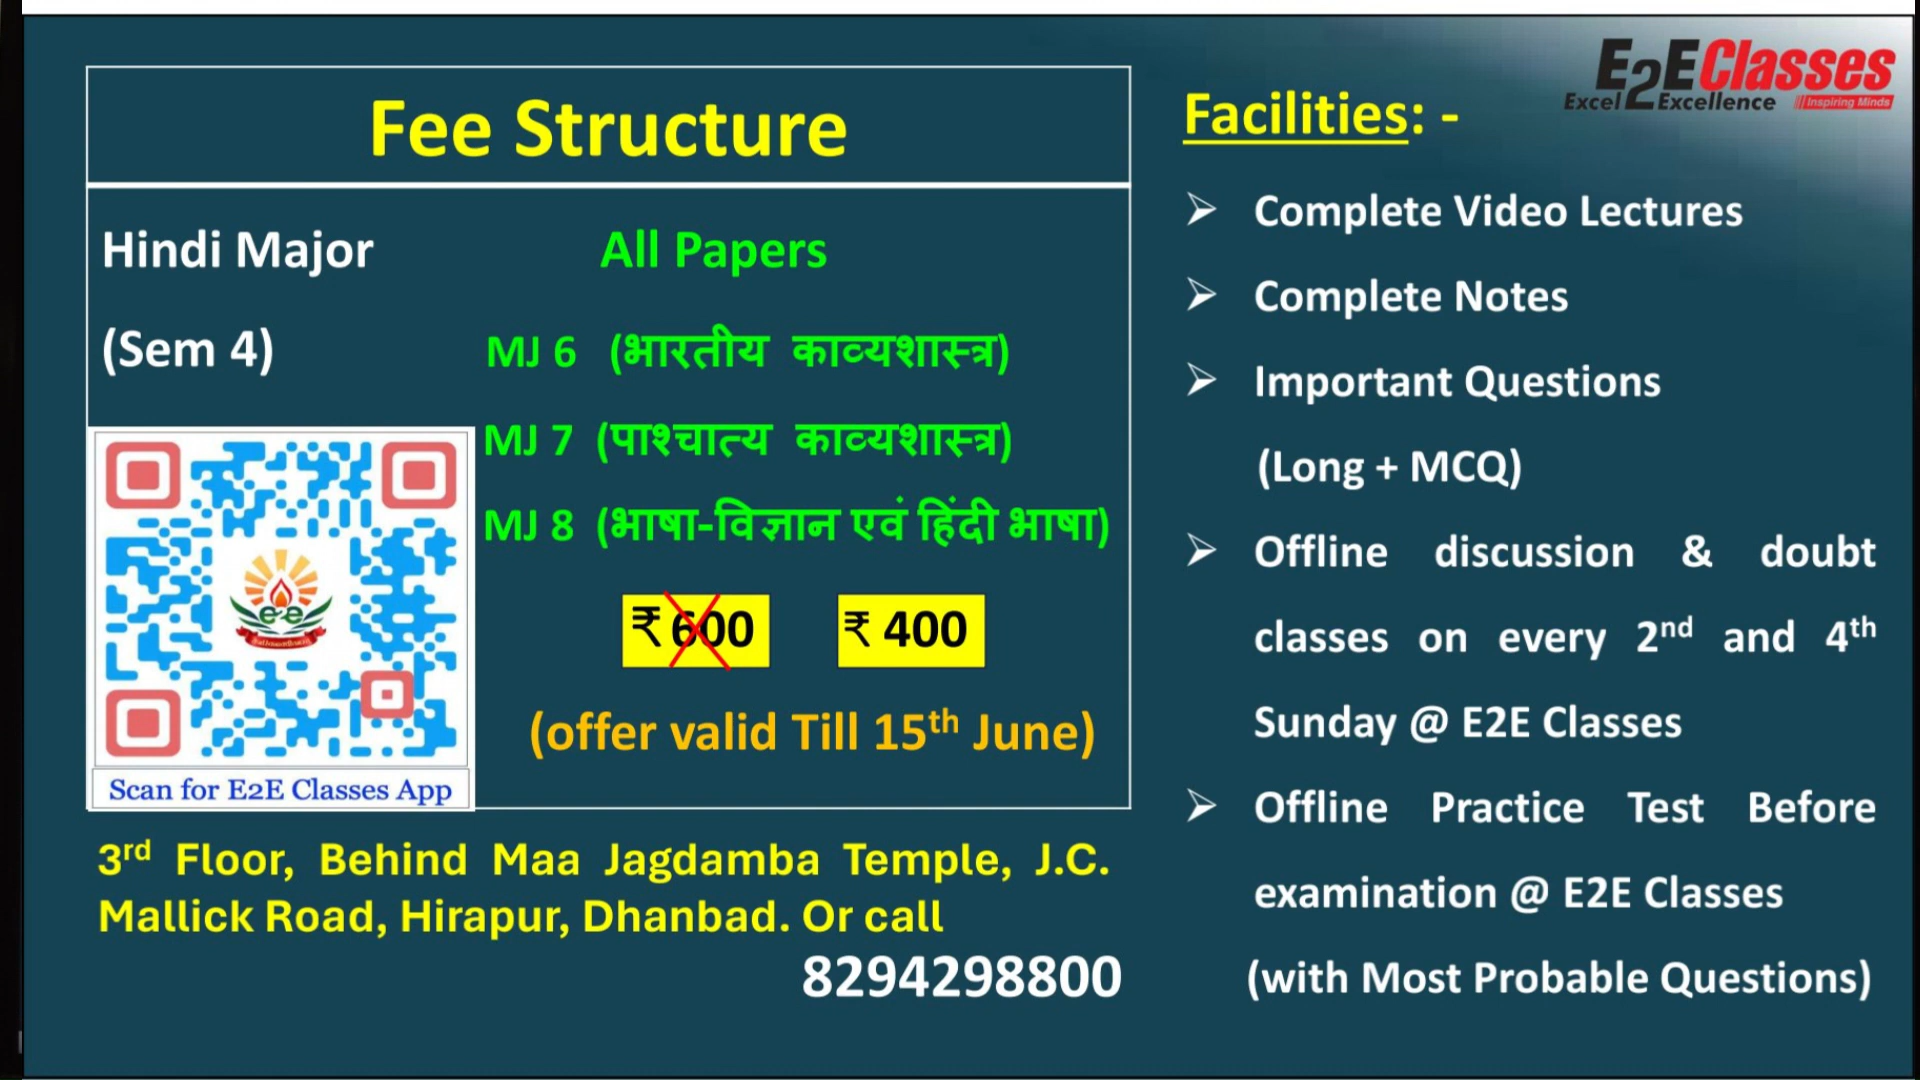 Fee Structure
Hindi Major
All Papers
(Sem 4)
MJ 6 (भारतीय काव्यशास्त्र)
MJ 7 (पाश्चात्य काव्यशास्त्र)
MJ 8 (भाषा-विज्ञान एवं हिंदी भाषा)
₹ 600
₹ 400
(offer valid Till 15th June)
e2e
Scan for E2E Classes App
3rd Floor, Behind Maa Jagdamba Temple, J.C.
Mallick Road, Hirapur, Dhanbad. Or call
8294298800
E2E Classes
Excel 2 Excellence Inspiring Minds
Facilities: -
➢ Complete Video Lectures
➢ Complete Notes
➢ Important Questions
(Long + MCQ)
➢ Offline discussion & doubt
classes on every 2nd and 4th
Sunday @ E2E Classes
➢ Offline Practice Test Before
examination @ E2E Classes
(with Most Probable Questions)